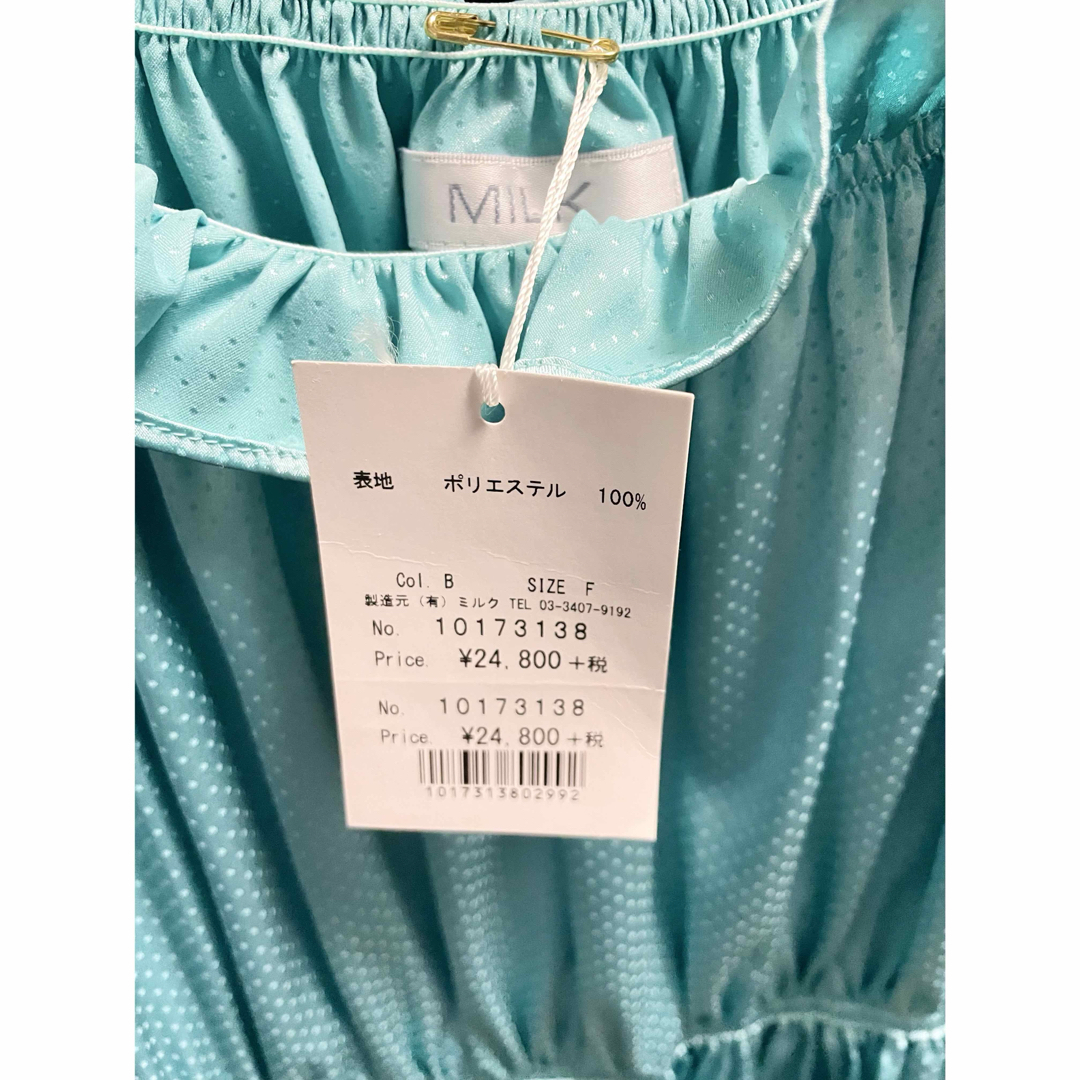 MILK
表地 ポリエステル 100%
Col. B SIZE F
製造元（有）ミルク TEL 03-3407-9192
No. 10173138
Price. ¥24,800+税
No. 10173138
Price. ¥24,800+税
1017313802992